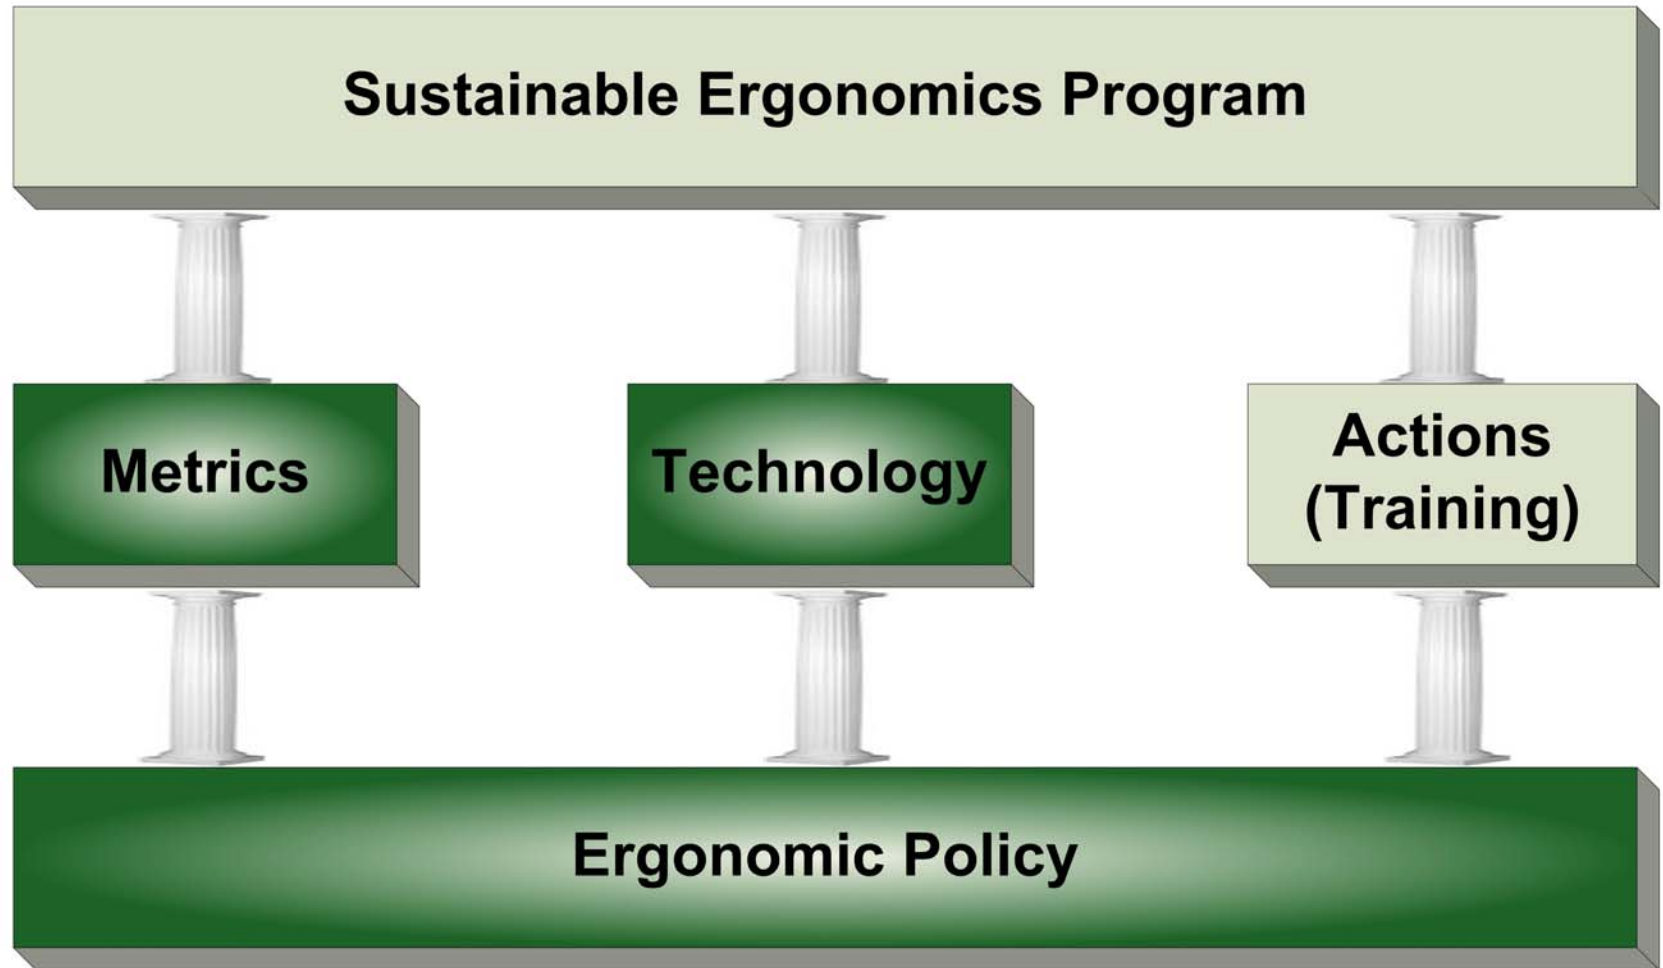 Sustainable Ergonomics Program
Metrics
Technology
Actions
(Training)
Ergonomic Policy